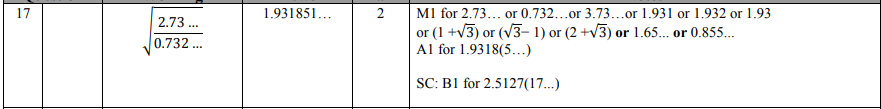 17 √(2.73 .../0.732 ...) 1.931851... 2 M1 for 2.73... or 0.732...or 3.73...or 1.931 or 1.932 or 1.93
or (1 +√3) or (√3− 1) or (2 +√3) or 1.65... or 0.855...
A1 for 1.9318(5...)
SC: B1 for 2.5127(17...)